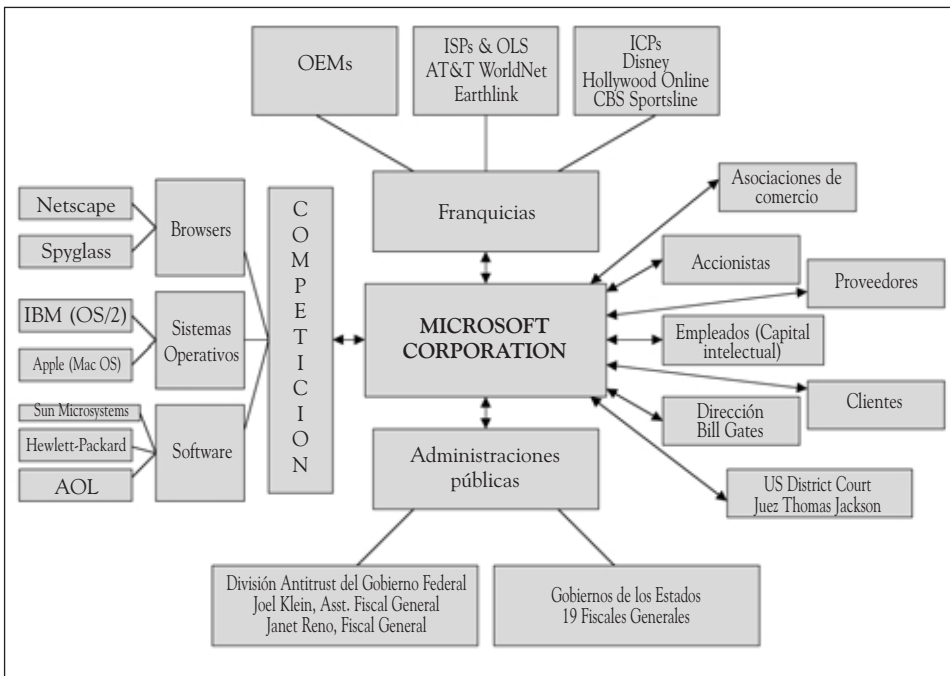 OEMs
ISPs & OLS
AT&T WorldNet
Earthlink
ICPs
Disney
Hollywood Online
CBS Sportsline
Franquicias
Asociaciones de
comercio
Accionistas
Proveedores
Empleados (Capital
intelectual)
Clientes
Dirección
Bill Gates
US District Court
Juez Thomas Jackson
MICROSOFT
CORPORATION
COMPETICION
Browsers
Netscape
Spyglass
Sistemas
Operativos
IBM (OS/2)
Apple (Mac OS)
Software
Sun Microsystems
Hewlett-Packard
AOL
Administraciones
públicas
División Antitrust del Gobierno Federal
Joel Klein, Asst. Fiscal General
Janet Reno, Fiscal General
Gobiernos de los Estados
19 Fiscales Generales